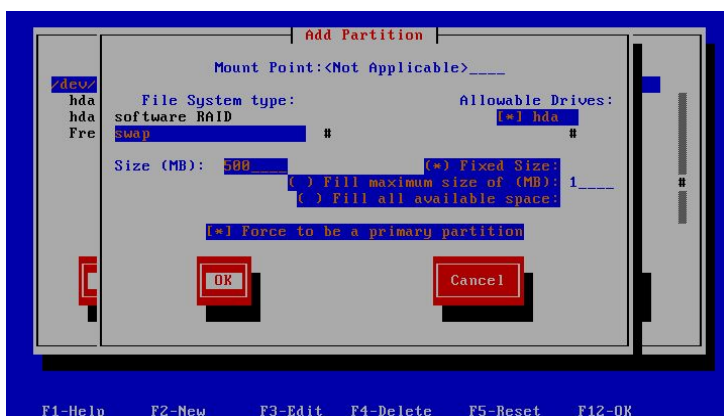 Add Partition
Mount Point:<Not Applicable>____
/dev/
hda File System type: Allowable Drives:
hda software RAID [*] hda
Fre swap # #
Size (MB): 500____ (*) Fixed Size:
( ) Fill maximum size of (MB): 1____ #
( ) Fill all available space:
[*] Force to be a primary partition
OK Cancel
F1-Help F2-New F3-Edit F4-Delete F5-Reset F12-OK